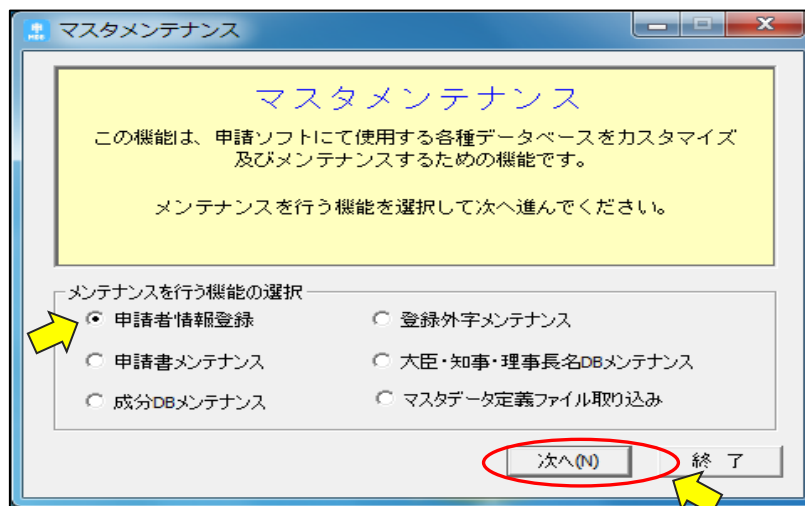 マスタメンテナンス
マスタメンテナンス
この機能は、申請ソフトにて使用する各種データベースをカスタマイズ
及びメンテナンスするための機能です。
メンテナンスを行う機能を選択して次へ進んでください。
メンテナンスを行う機能の選択
申請者情報登録
登録外字メンテナンス
申請書メンテナンス
大臣・知事・理事長名DBメンテナンス
成分DBメンテナンス
マスタデータ定義ファイル取り込み
次へ(N)
終 了